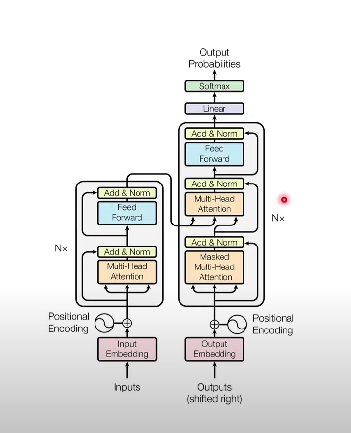 Output
Probabilities
Softmax
Linear
Add & Norm
Feed
Forward
Add & Norm
Multi-Head
Attention
Add & Norm
Masked
Multi-Head
Attention
Nx
Positional
Encoding
Output
Embedding
Outputs
(shifted right)
Add & Norm
Feed
Forward
Add & Norm
Multi-Head
Attention
Nx
Positional
Encoding
Input
Embedding
Inputs